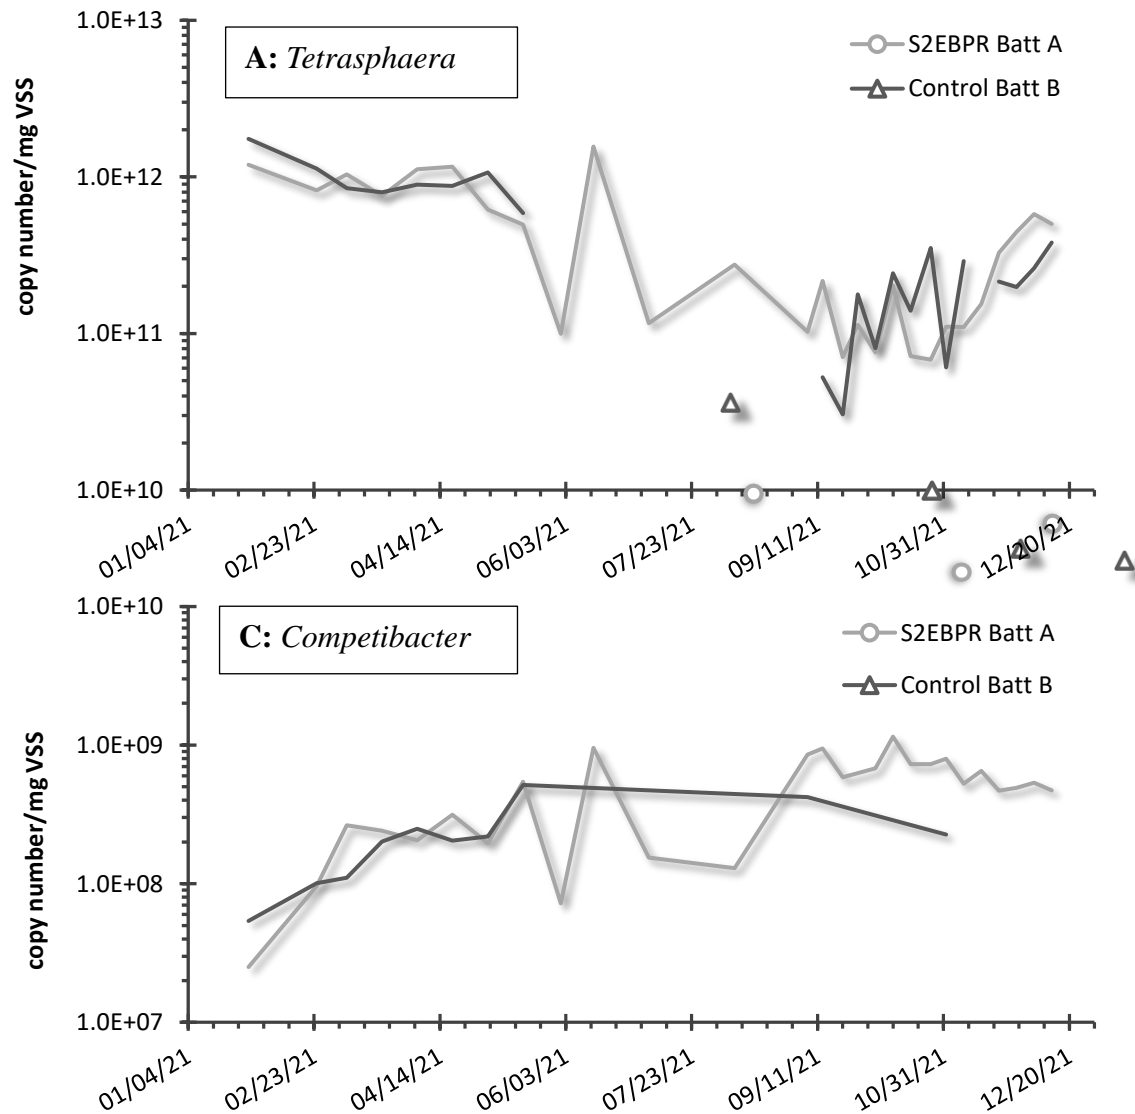 1.0E+13
A: Tetrasphaera
S2EBPR Batt A
Control Batt B
copy number/mg VSS
1.0E+12
1.0E+11
1.0E+10
01/04/21
02/23/21
04/14/21
06/03/21
07/23/21
09/11/21
10/31/21
12/20/21
1.0E+10
C: Competibacter
S2EBPR Batt A
Control Batt B
copy number/mg VSS
1.0E+09
1.0E+08
1.0E+07
01/04/21
02/23/21
04/14/21
06/03/21
07/23/21
09/11/21
10/31/21
12/20/21